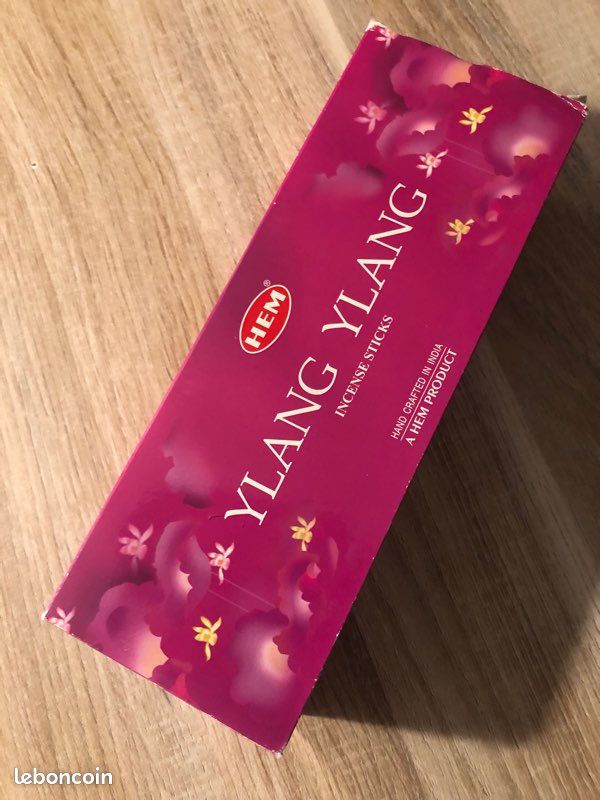 HEM®
YLANG YLANG
INCENSE STICKS
HAND CRAFTED IN INDIA
A HEM PRODUCT
leboncoin